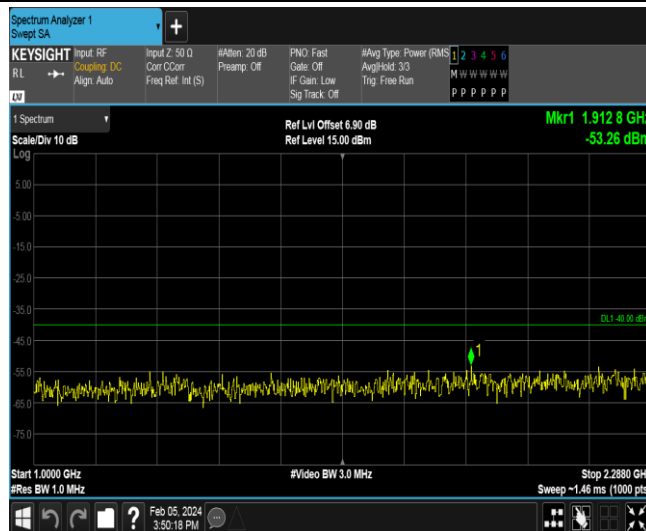 Spectrum Analyzer 1
Swept SA
+
KEYSIGHT Input: RF Input Z: 50 Ω #Atten: 20 dB PNO: Fast #Avg Type: Power (RMS 1 2 3 4 5 6
RL Coupling: DC Corr CCorr Preamp: Off Gate: Off Avg|Hold: 3/3 M W W W W W
Align: Auto Freq Ref: Int (S) IF Gain: Low Trig: Free Run
Sig Track: Off P P P P P P
1 Spectrum Ref Lvl Offset 6.90 dB Mkr1 1.912 8 GHz
Scale/Div 10 dB Ref Level 15.00 dBm -53.26 dBm
Log
5.00
-5.00
-15.0
-25.0
-35.0
DL1 -40.00 dBm
-45.0
1
-55.0
-65.0
-75.0
Start 1.0000 GHz #Video BW 3.0 MHz Stop 2.2880 GHz
#Res BW 1.0 MHz Sweep ~1.46 ms (1000 pts
? Feb 05, 2024
3:50:18 PM